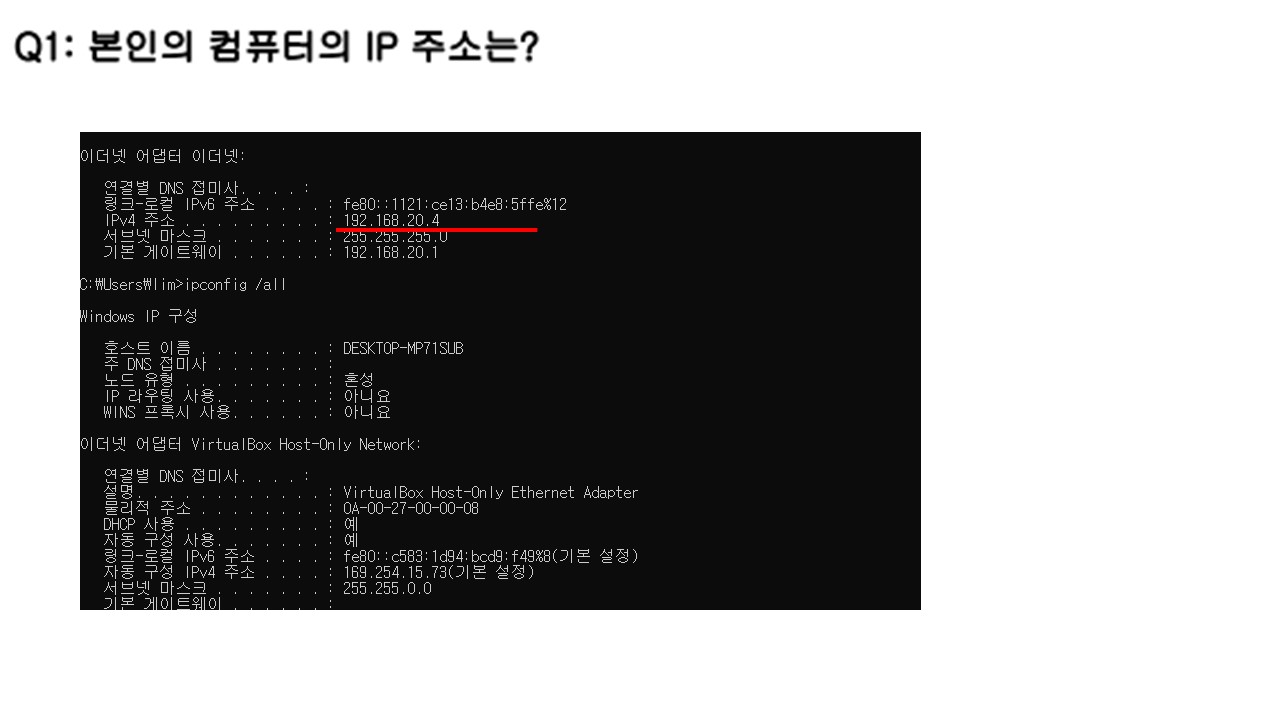 Q1: 본인의 컴퓨터의 IP 주소는?
이더넷 어댑터 이더넷:
연결별 DNS 접미사. . . . :
링크-로컬 IPv6 주소 . . . . : fe80::1121:ce13:b4e8:5ffe%12
IPv4 주소 . . . . . . . . . : 192.168.20.4
서브넷 마스크 . . . . . . . : 255.255.255.0
기본 게이트웨이 . . . . . . : 192.168.20.1
C:₩Users₩lim>ipconfig /all
Windows IP 구성
호스트 이름 . . . . . . . . : DESKTOP-MP71SUB
주 DNS 접미사 . . . . . . . :
노드 유형 . . . . . . . . . : 혼성
IP 라우팅 사용. . . . . . . : 아니요
WINS 프록시 사용. . . . . . : 아니요
이더넷 어댑터 VirtualBox Host-Only Network:
연결별 DNS 접미사. . . . :
설명. . . . . . . . . . . . : VirtualBox Host-Only Ethernet Adapter
물리적 주소 . . . . . . . . : 0A-00-27-00-00-08
DHCP 사용 . . . . . . . . . : 예
자동 구성 사용. . . . . . . : 예
링크-로컬 IPv6 주소 . . . . : fe80::c583:1d94:bcd9:f49%8(기본 설정)
자동 구성 IPv4 주소 . . . . : 169.254.15.73(기본 설정)
서브넷 마스크 . . . . . . . : 255.255.0.0
기본 게이트웨이 . . . . . . :